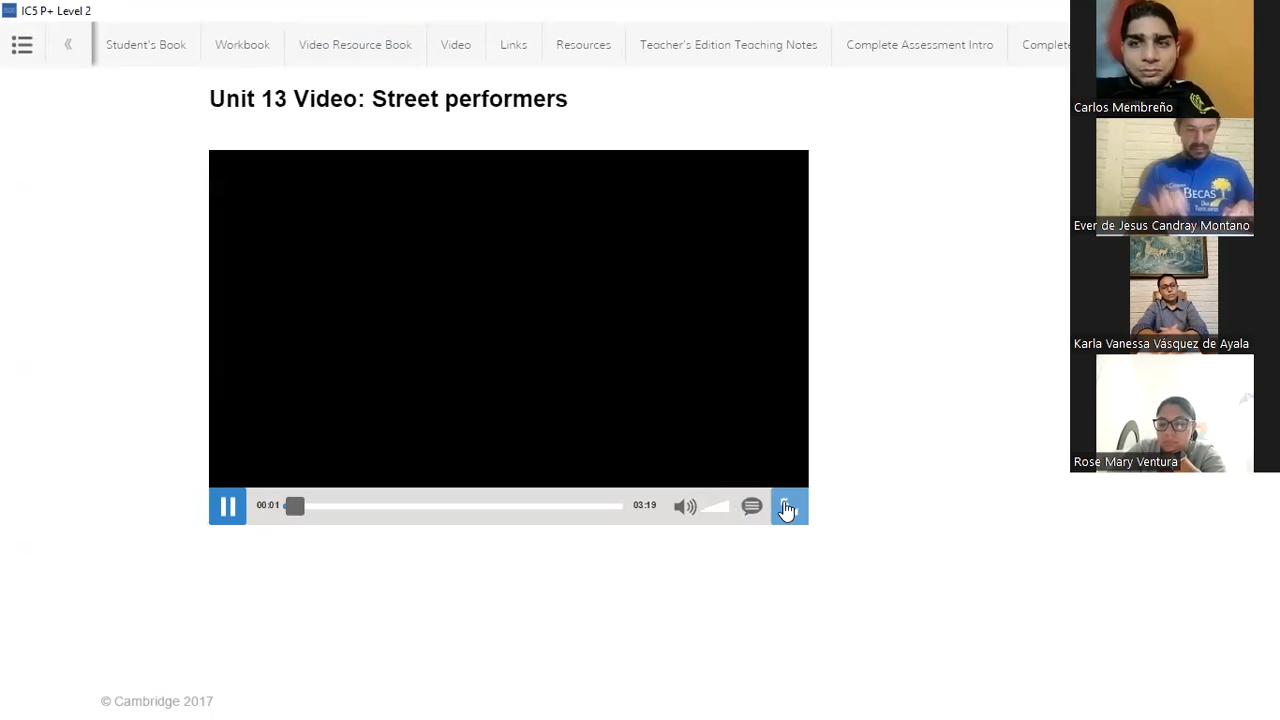 IC5 P+ Level 2
Student's Book
Workbook
Video Resource Book
Video
Links
Resources
Teacher's Edition Teaching Notes
Complete Assessment Intro
Complete
Unit 13 Video: Street performers
00:01
03:19
Carlos Membreño
BECAS
Ever de Jesus Candray Montano
Karla Vanessa Vásquez de Ayala
Rose Mary Ventura
© Cambridge 2017